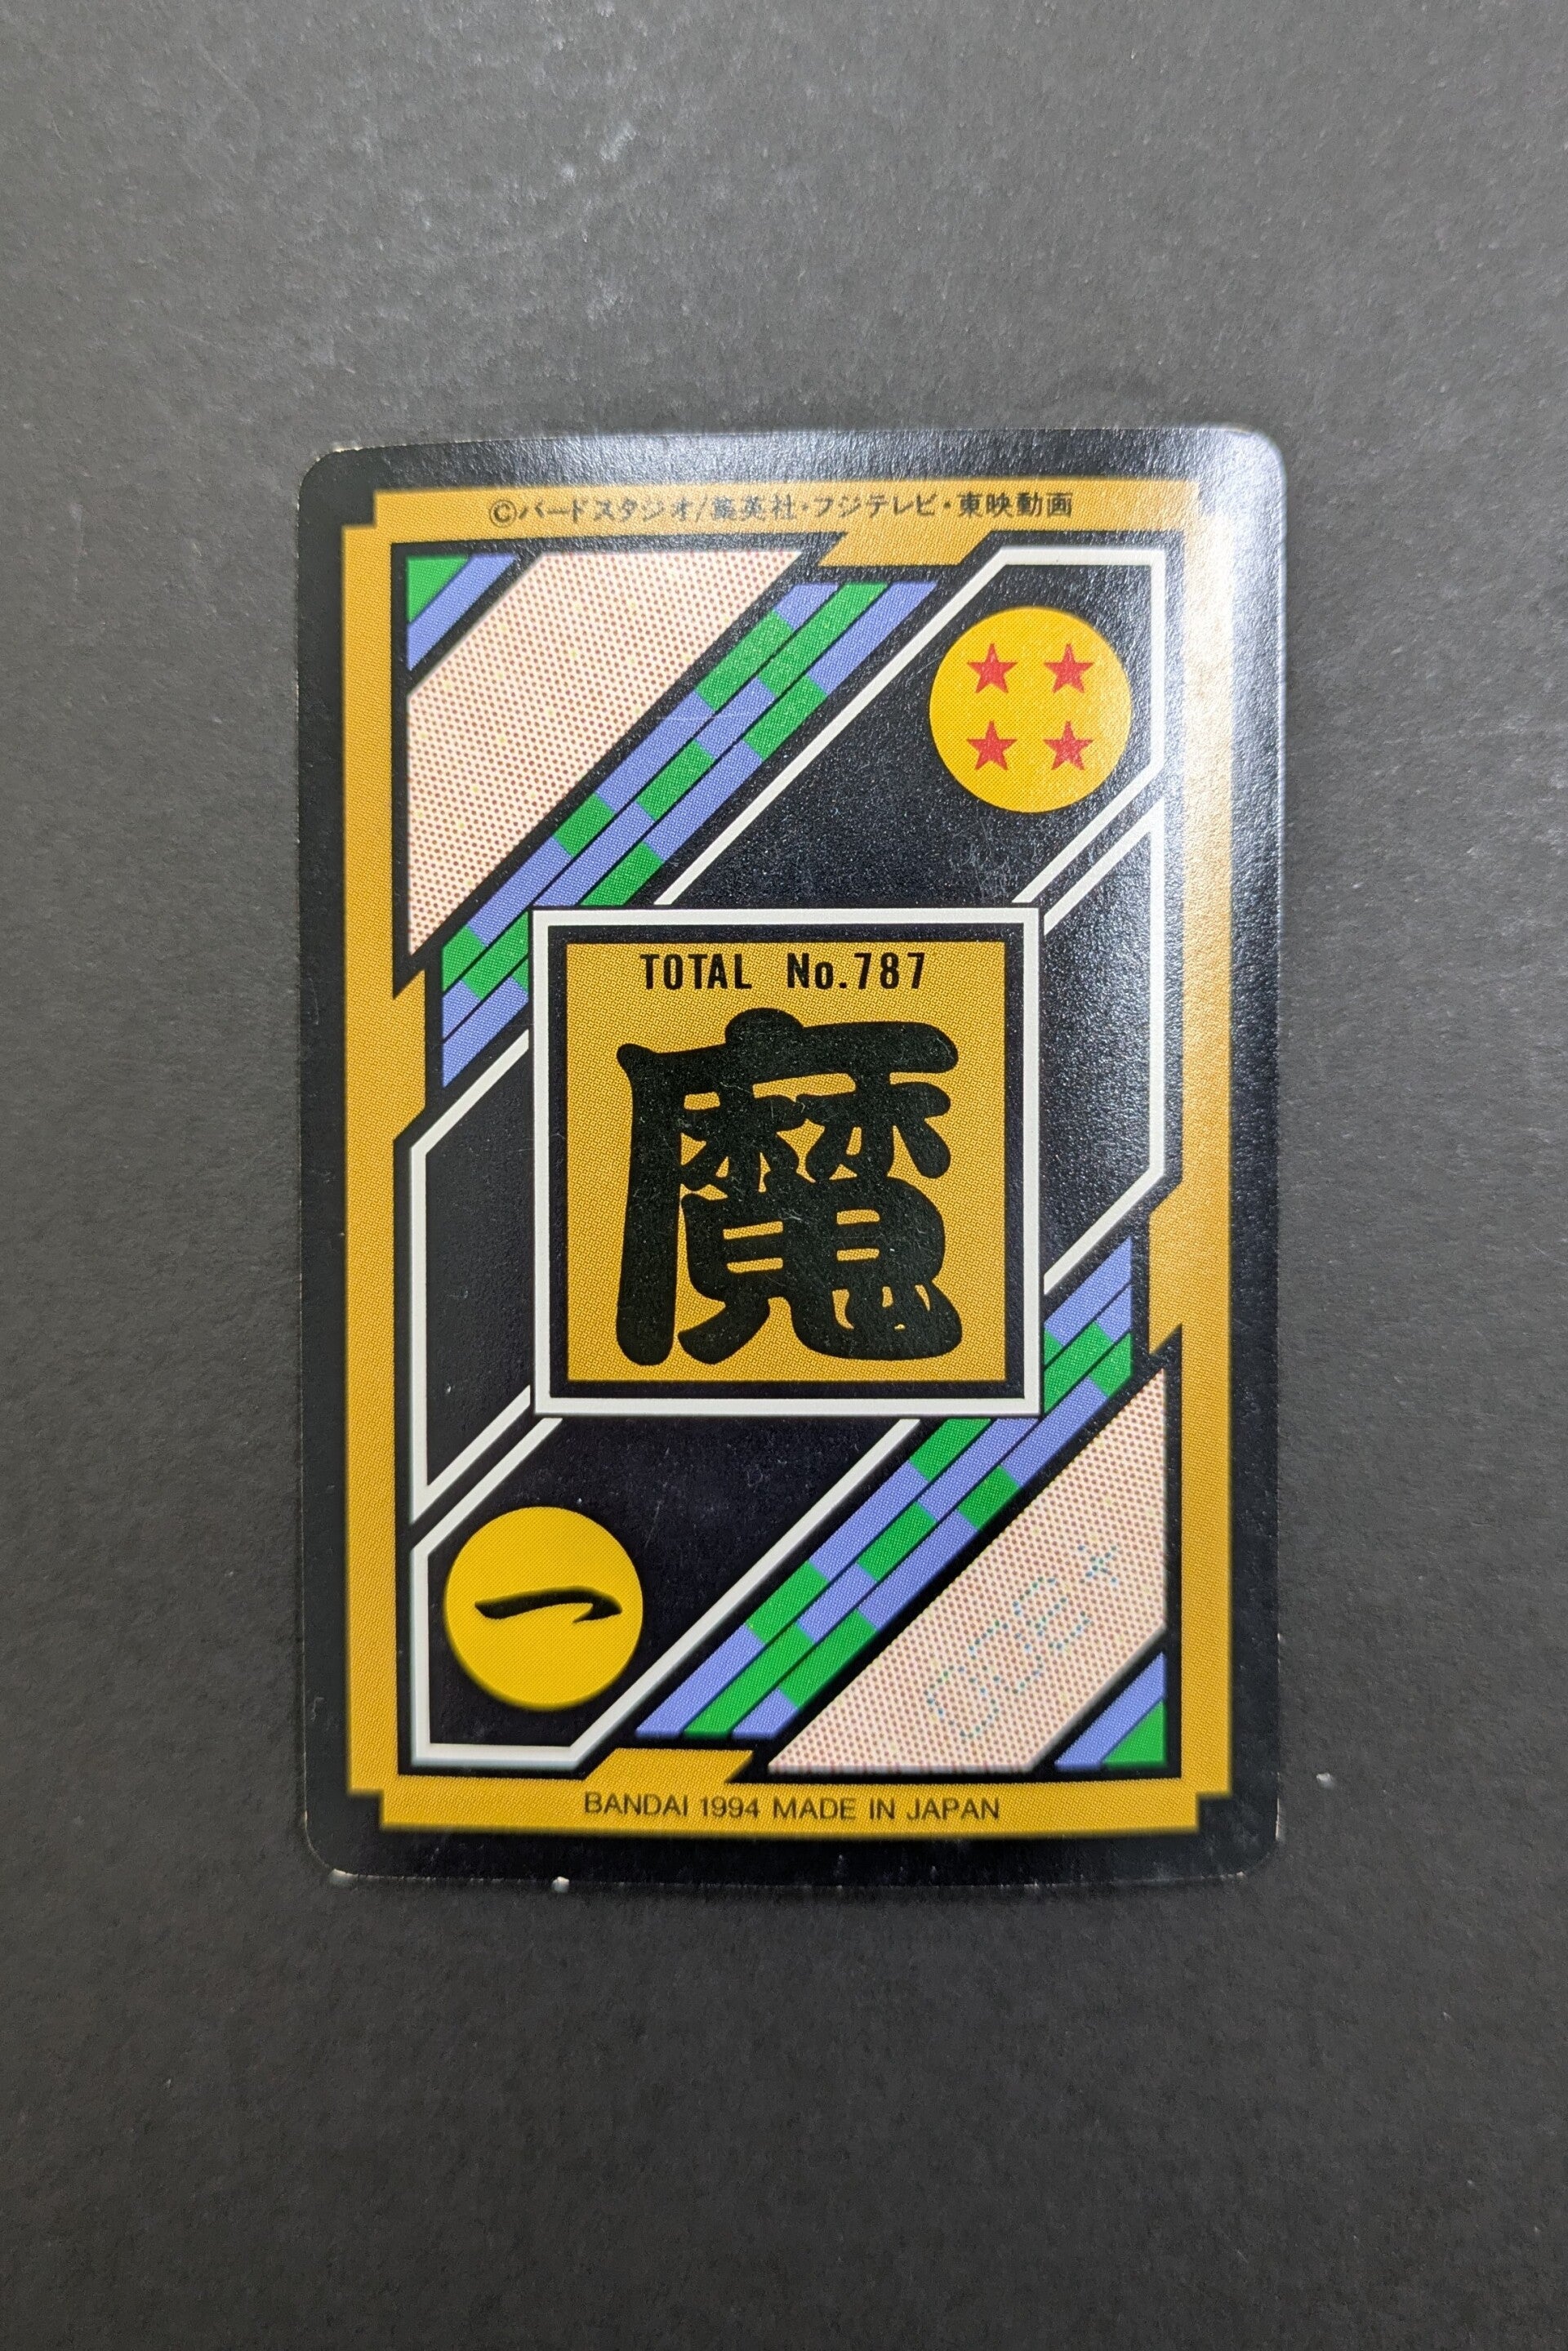 ©バードスタジオ/集英社・フジテレビ・東映動画
TOTAL No.787
魔
一
BANDAI 1994 MADE IN JAPAN